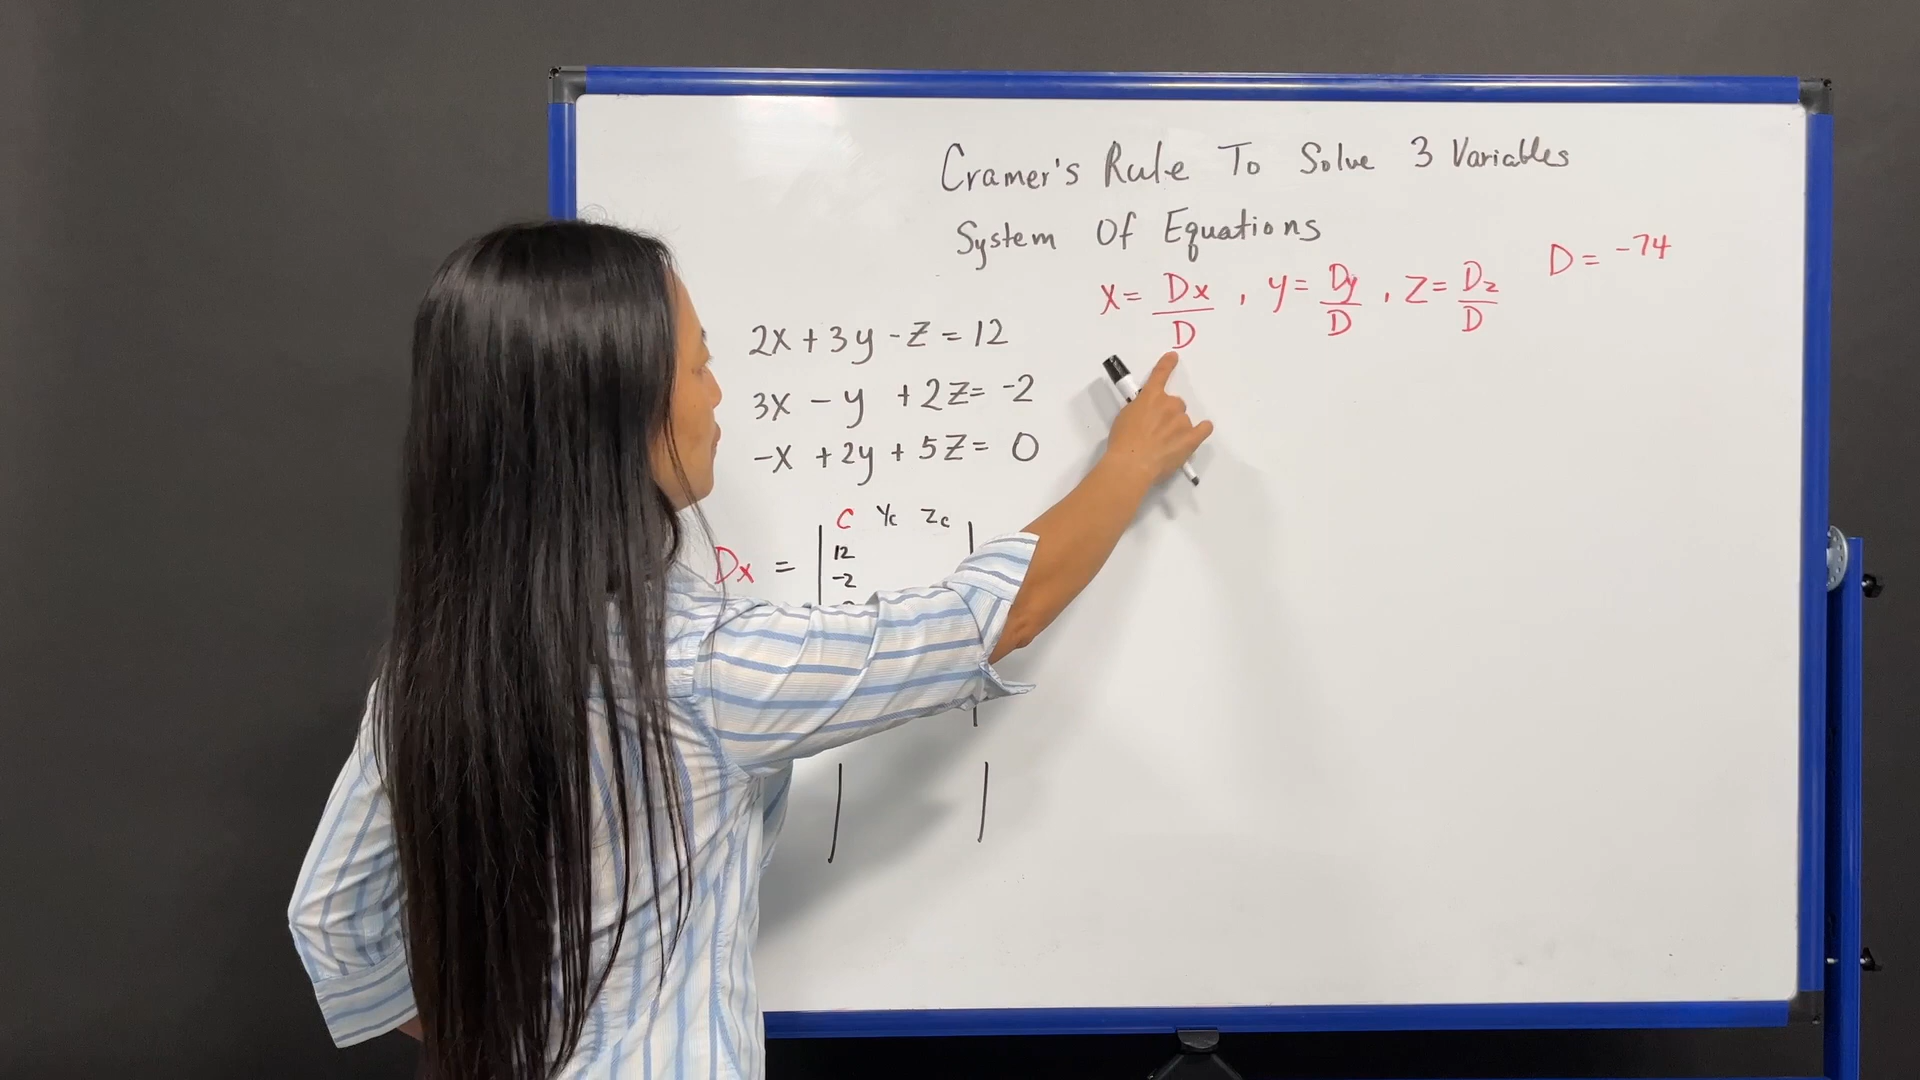 Cramer's Rule To Solve 3 Variables
System Of Equations
D = -74
x = Dx/D , y = Dy/D , z = Dz/D
2x + 3y - z = 12
3x - y + 2z = -2
-x + 2y + 5z = 0
C Yc Zc
Dx =
12
-2